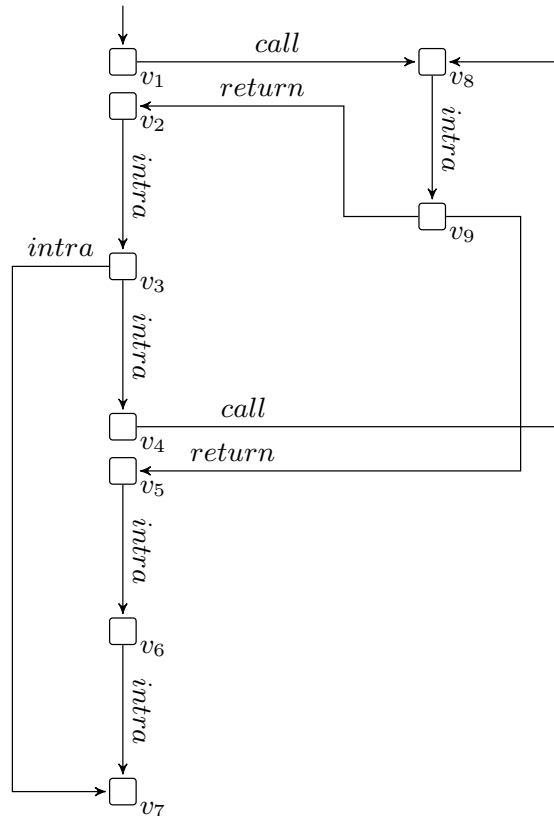 call
v1
v8
return
v2
intra
intra
v9
intra
v3
intra
call
v4
return
v5
intra
v6
intra
v7